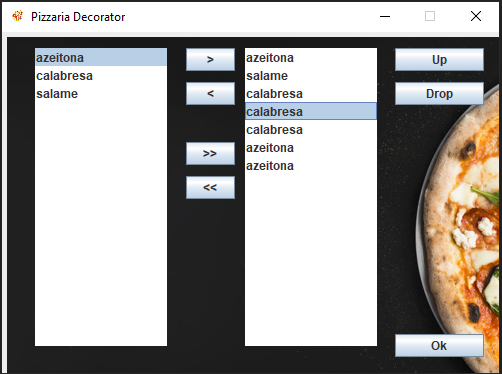 Pizzaria Decorator
azeitona
calabresa
salame
>
<
>>
<<
azeitona
salame
calabresa
calabresa
calabresa
azeitona
azeitona
Up
Drop
Ok